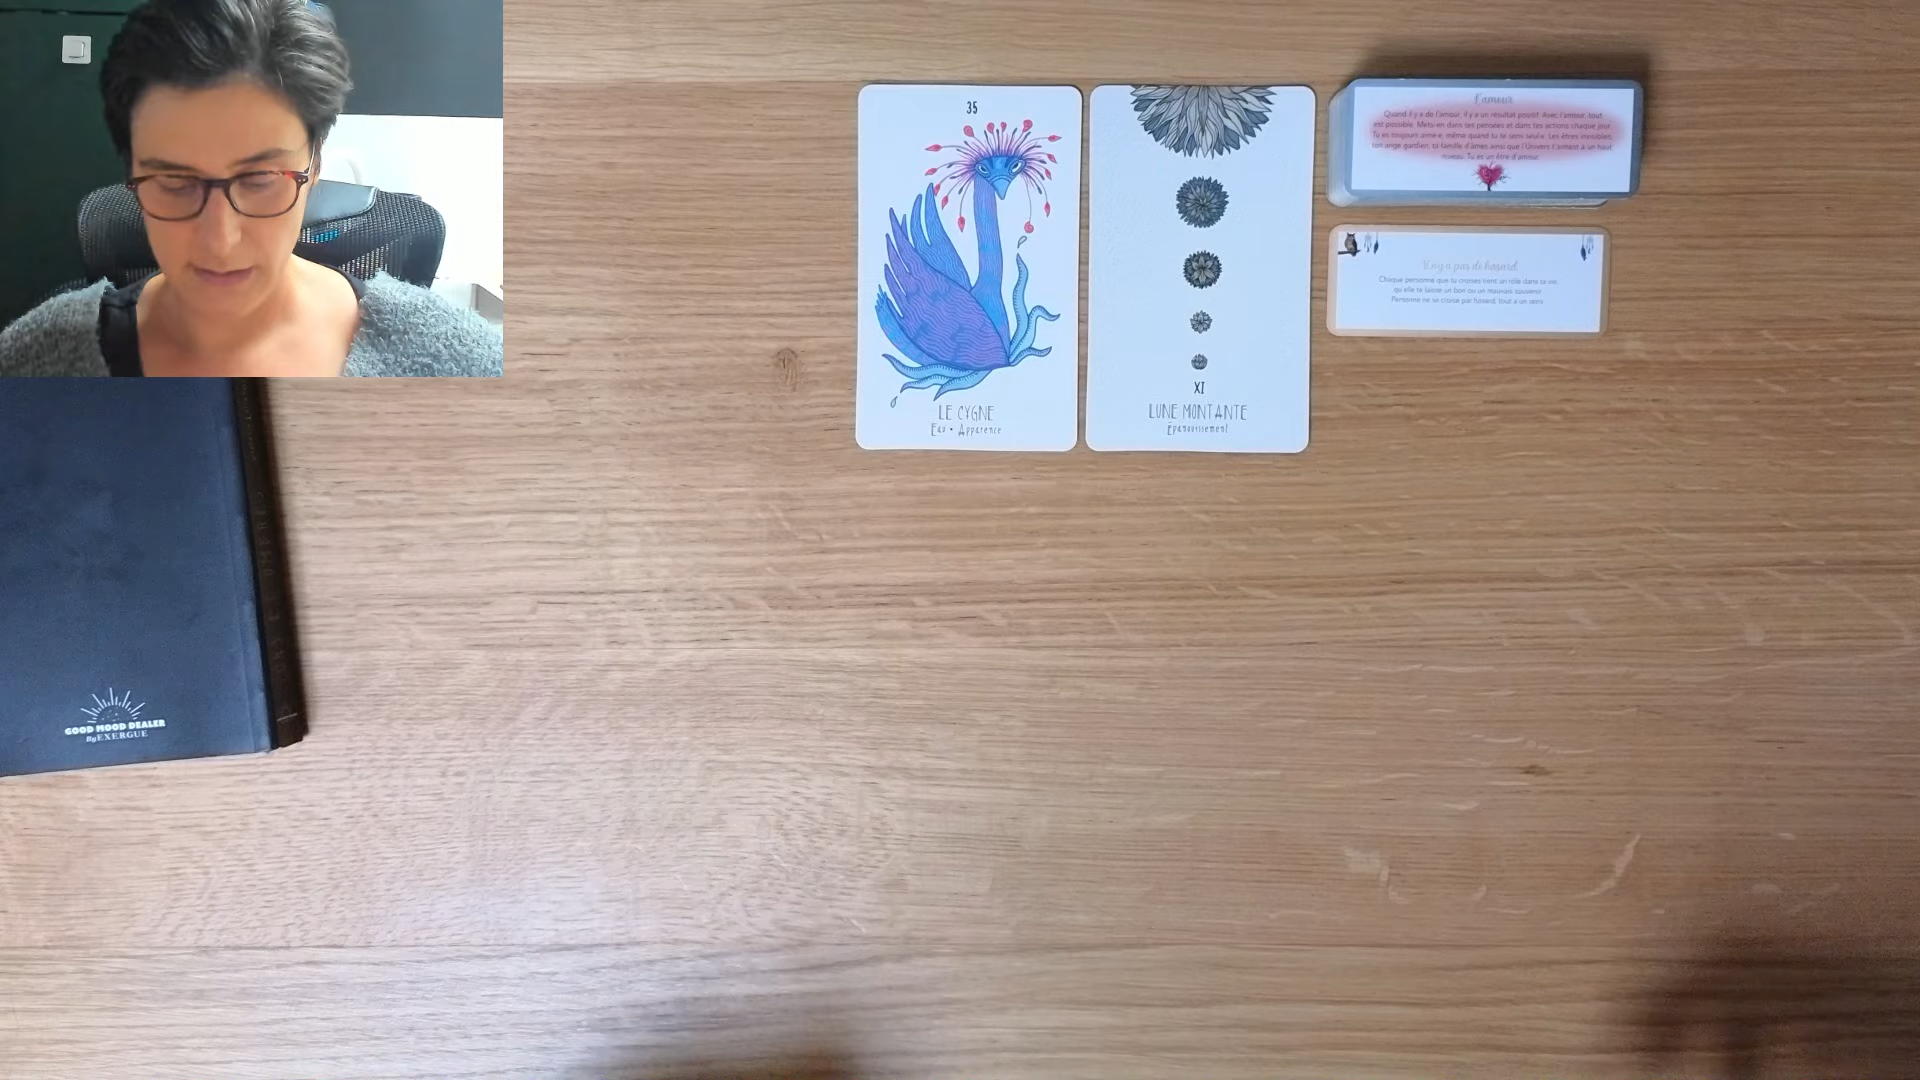 35
LE CYGNE
Eau • Apparence
XI
LUNE MONTANTE
Épanouissement
L'amour
Quand il y a de l'amour, il y a un résultat positif. Avec l'amour, tout
est possible. Mets-en dans tes pensées et dans tes actions chaque jour.
Tu es toujours aimé·e, même quand tu te sens seul·e. Les êtres invisibles,
ton ange gardien, ta famille d'âmes ainsi que l'Univers t'aiment à un haut
niveau. Tu es un être d'amour.
Il n'y a pas de hasard
Chaque personne que tu croises tient un rôle dans ta vie,
qu'elle te laisse un bon ou un mauvais souvenir.
Personne ne se croise par hasard, tout a un sens.
GOOD MOOD DEALER
By EXERGUE